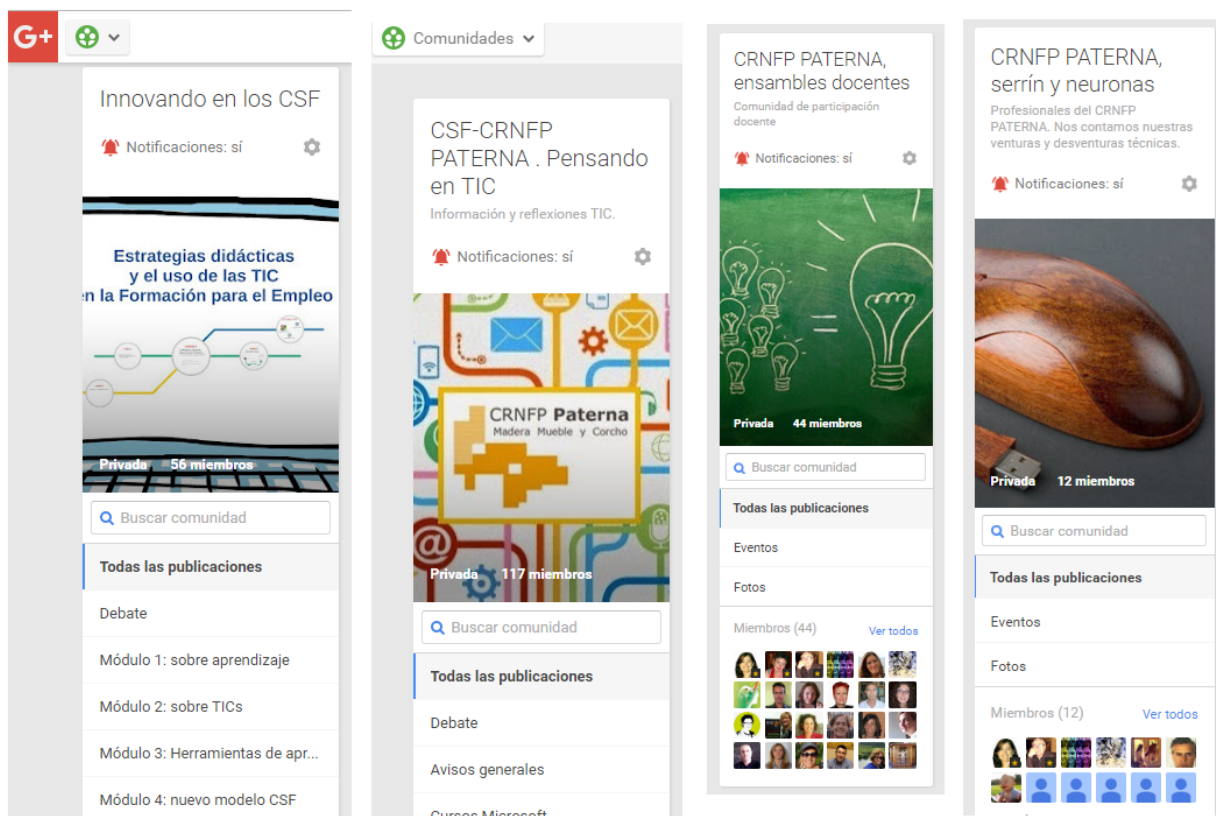 G+
Innovando en los CSF
Notificaciones: sí
Estrategias didácticas
y el uso de las TIC
n la Formación para el Empleo
Privada 56 miembros
Buscar comunidad
Todas las publicaciones
Debate
Módulo 1: sobre aprendizaje
Módulo 2: sobre TICs
Módulo 3: Herramientas de apr...
Módulo 4: nuevo modelo CSF
Comunidades
CSF-CRNFP
PATERNA . Pensando
en TIC
Información y reflexiones TIC.
Notificaciones: sí
CRNFP Paterna
Madera Mueble y Corcho
@
Privada 117 miembros
Buscar comunidad
Todas las publicaciones
Debate
Avisos generales
Cursos Microsoft
CRNFP PATERNA,
ensambles docentes
Comunidad de participación
docente
Notificaciones: sí
=
Privada 44 miembros
Buscar comunidad
Todas las publicaciones
Eventos
Fotos
Miembros (44) Ver todos
CRNFP PATERNA,
serrín y neuronas
Profesionales del CRNFP
PATERNA. Nos contamos nuestras
venturas y desventuras técnicas.
Notificaciones: sí
Privada 12 miembros
Buscar comunidad
Todas las publicaciones
Eventos
Fotos
Miembros (12) Ver todos